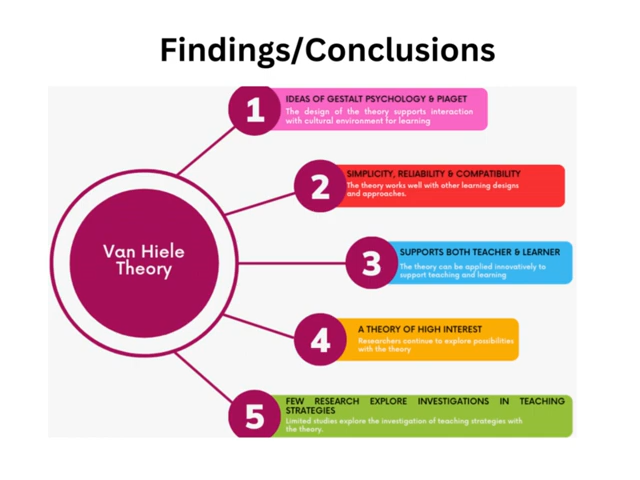 Findings/Conclusions
1
IDEAS OF GESTALT PSYCHOLOGY & PIAGET
The design of the theory supports interaction
with cultural environment for learning
2
SIMPLICITY, RELIABILITY & COMPATIBILITY
The theory works well with other learning designs
and approaches.
Van Hiele
Theory
3
SUPPORTS BOTH TEACHER & LEARNER
The theory can be applied innovatively to
support teaching and learning
4
A THEORY OF HIGH INTEREST
Researchers continue to explore possibilities
with the theory
5
FEW RESEARCH EXPLORE INVESTIGATIONS IN TEACHING
STRATEGIES
Limited studies explore the investigation of teaching strategies with
the theory.